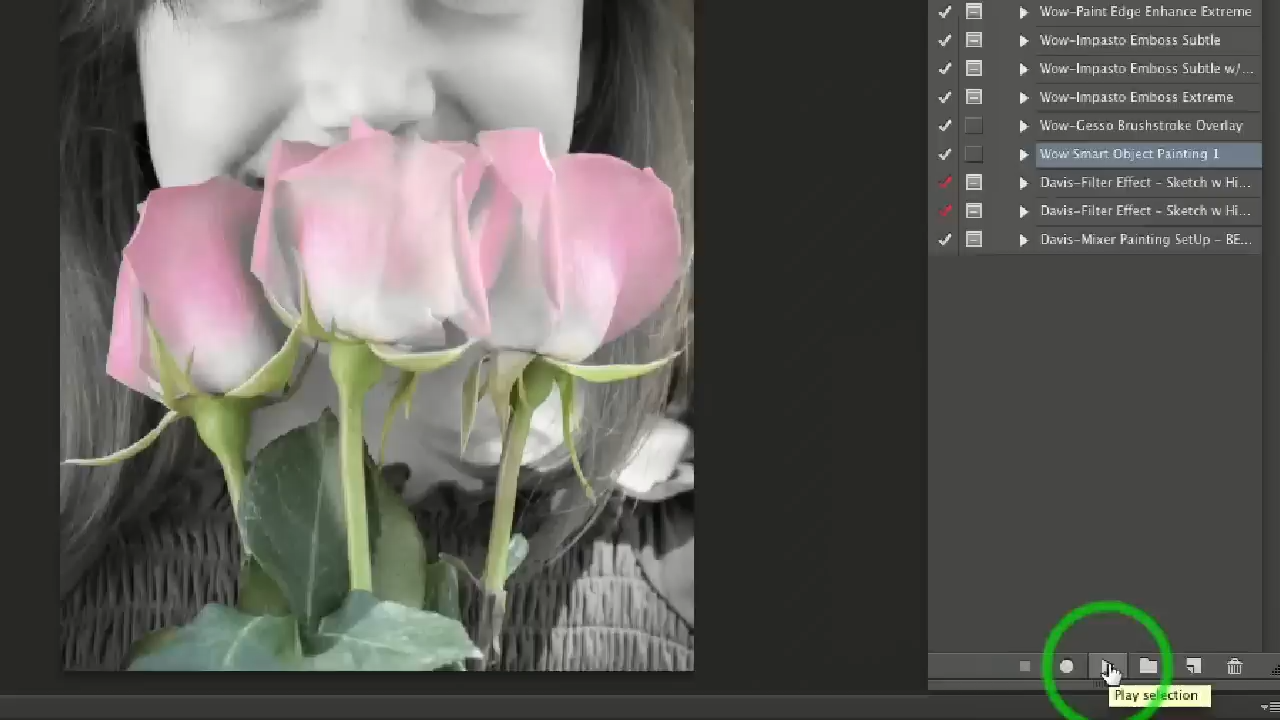 Wow-Paint Edge Enhance Extreme
Wow-Impasto Emboss Subtle
Wow-Impasto Emboss Subtle w/...
Wow-Impasto Emboss Extreme
Wow-Gesso Brushstroke Overlay
Wow Smart Object Painting 1
Davis-Filter Effect - Sketch w Hi...
Davis-Filter Effect - Sketch w Hi...
Davis-Mixer Painting SetUp - BE...
Play selection